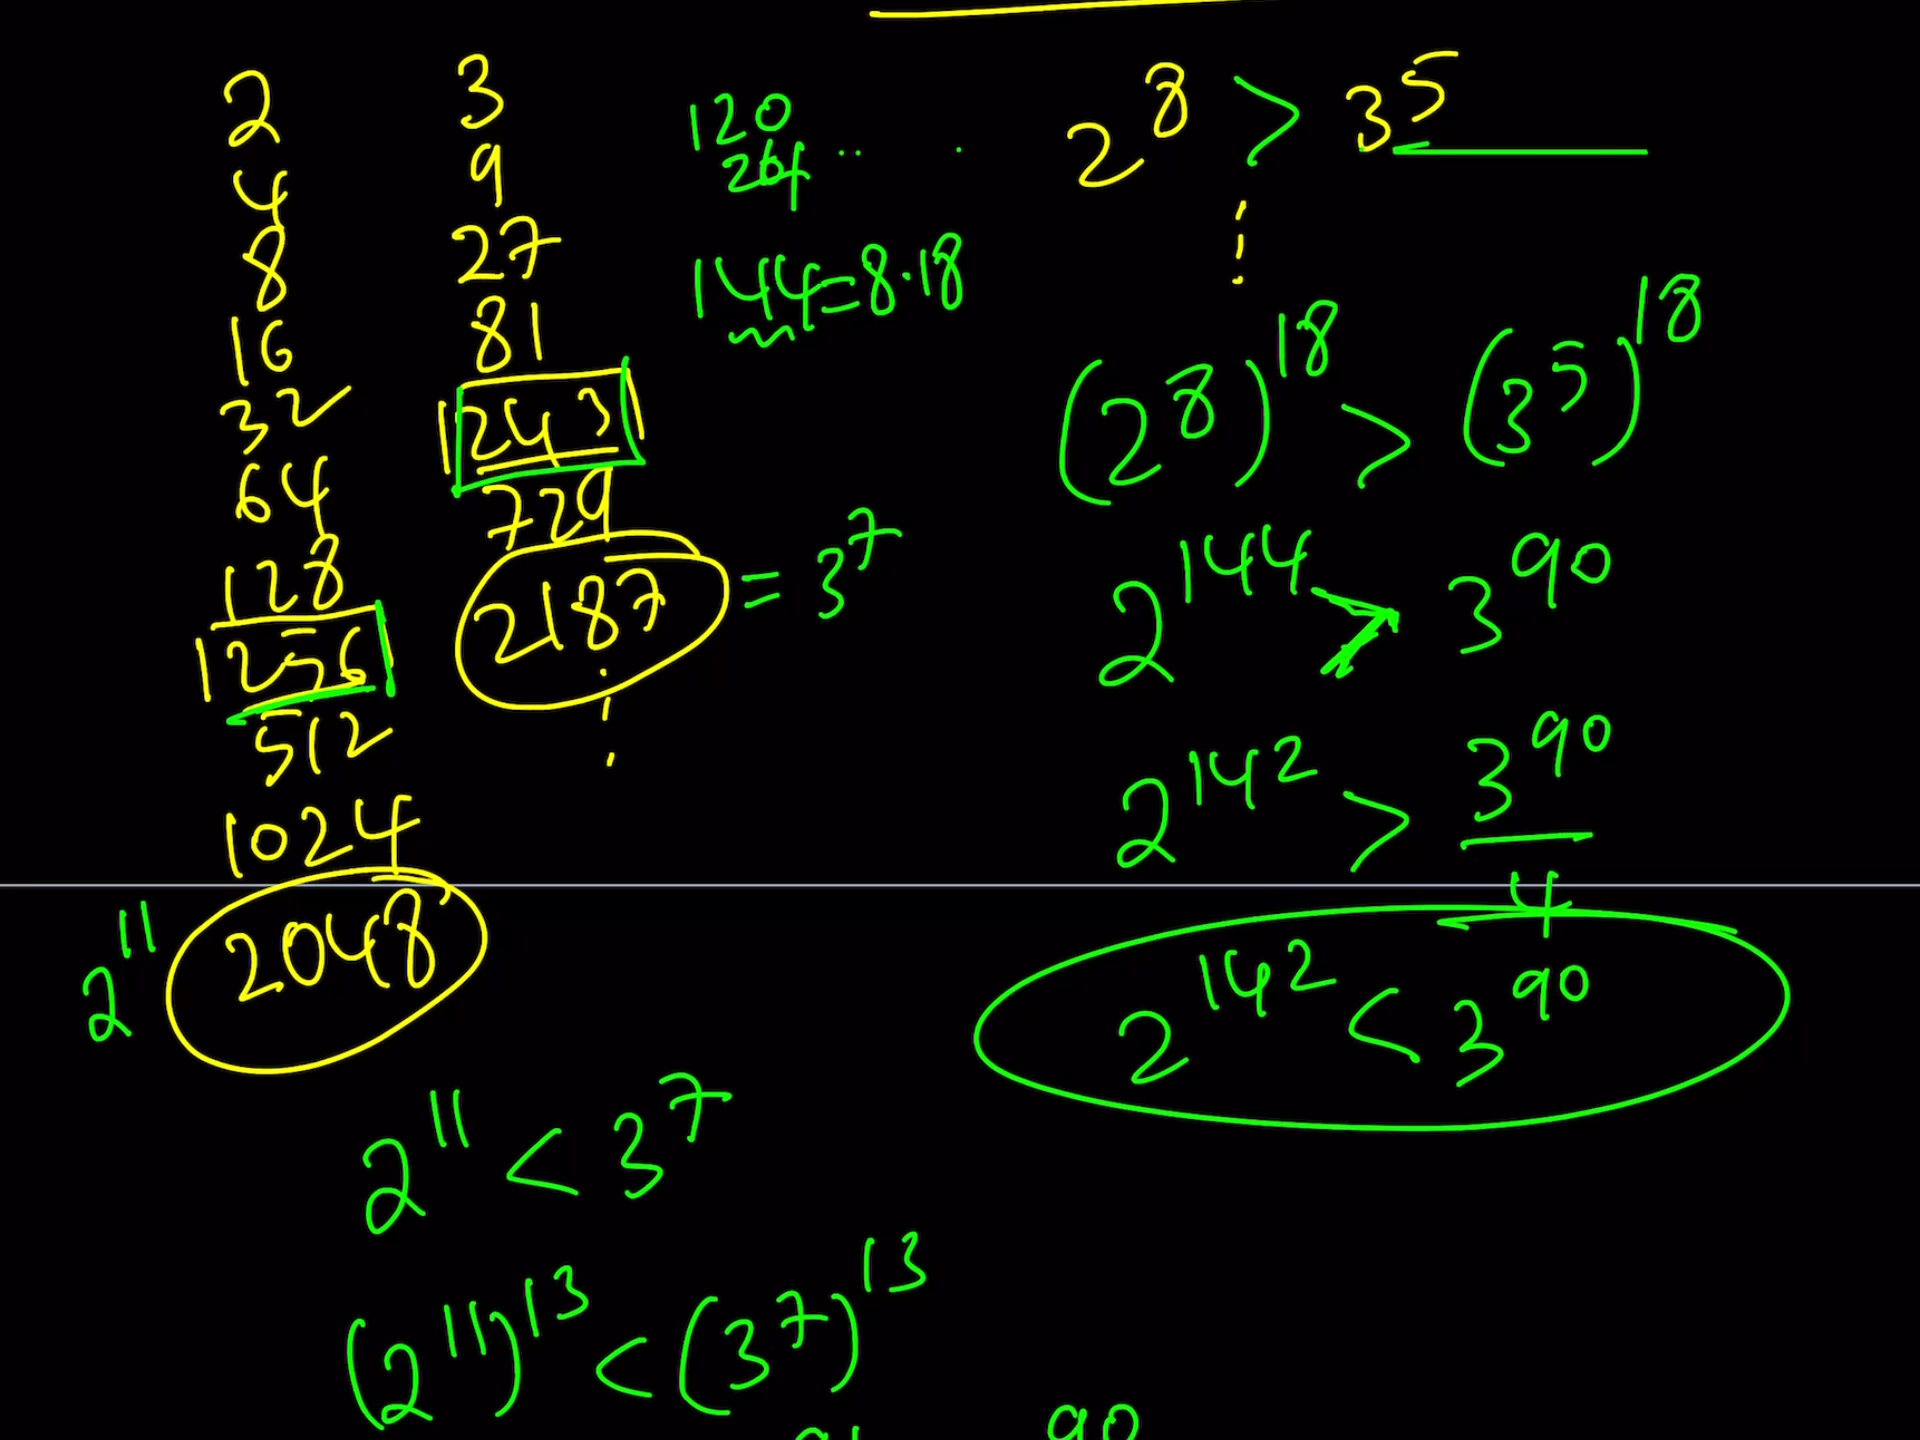 2
4
8
16
32
64
128
256
512
1024
2^11 2048
3
9
27
81
243
729
2187 = 3^7
120
264 .. .
144=8·18
2^8 > 3^5
(2^8)^18 > (3^5)^18
2^144 > 3^90
2^142 > 3^90/4
2^142 < 3^90
2^11 < 3^7
(2^11)^13 < (3^7)^13
90